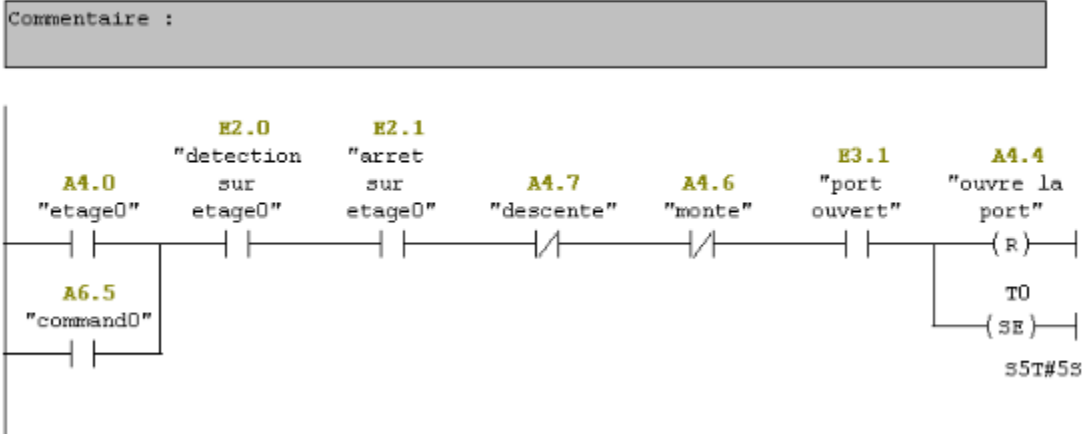 Commentaire :
E2.0
"detection
sur
etage0"
E2.1
"arret
sur
etage0"
E3.1
"port
ouvert"
A4.4
"ouvre la
port"
A4.0
"etage0"
A4.7
"descente"
A4.6
"monte"
( R )
A6.5
"command0"
T0
( SE )
S5T#5S